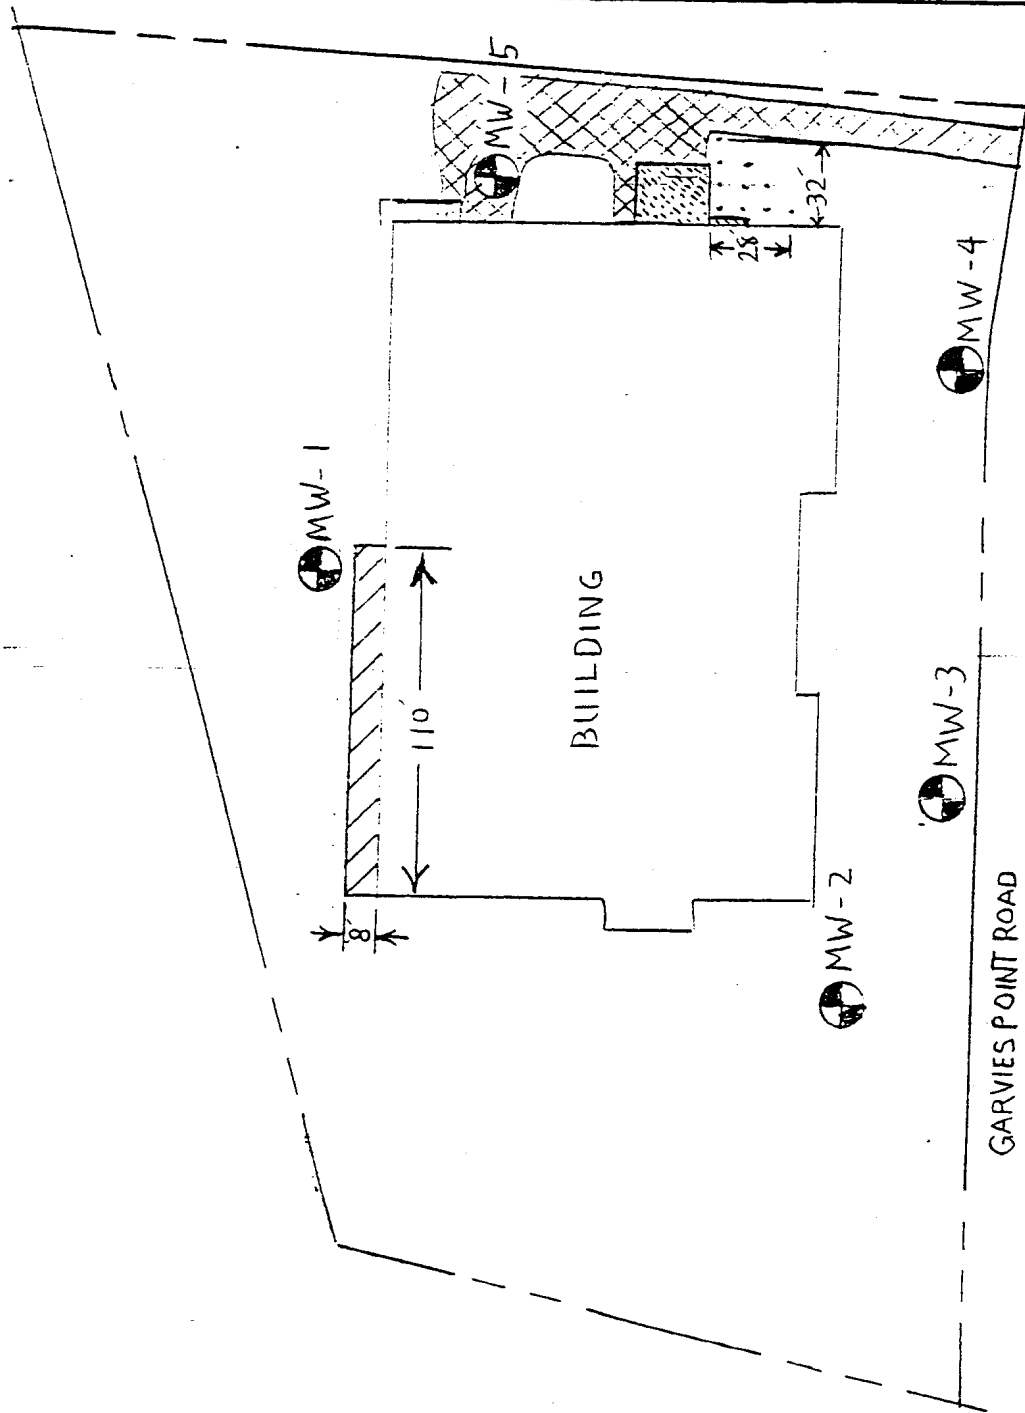 MW-5
MW-1
MW-4
32'
28'
110'
BUILDING
8'
MW-3
MW-2
GARVIES POINT ROAD